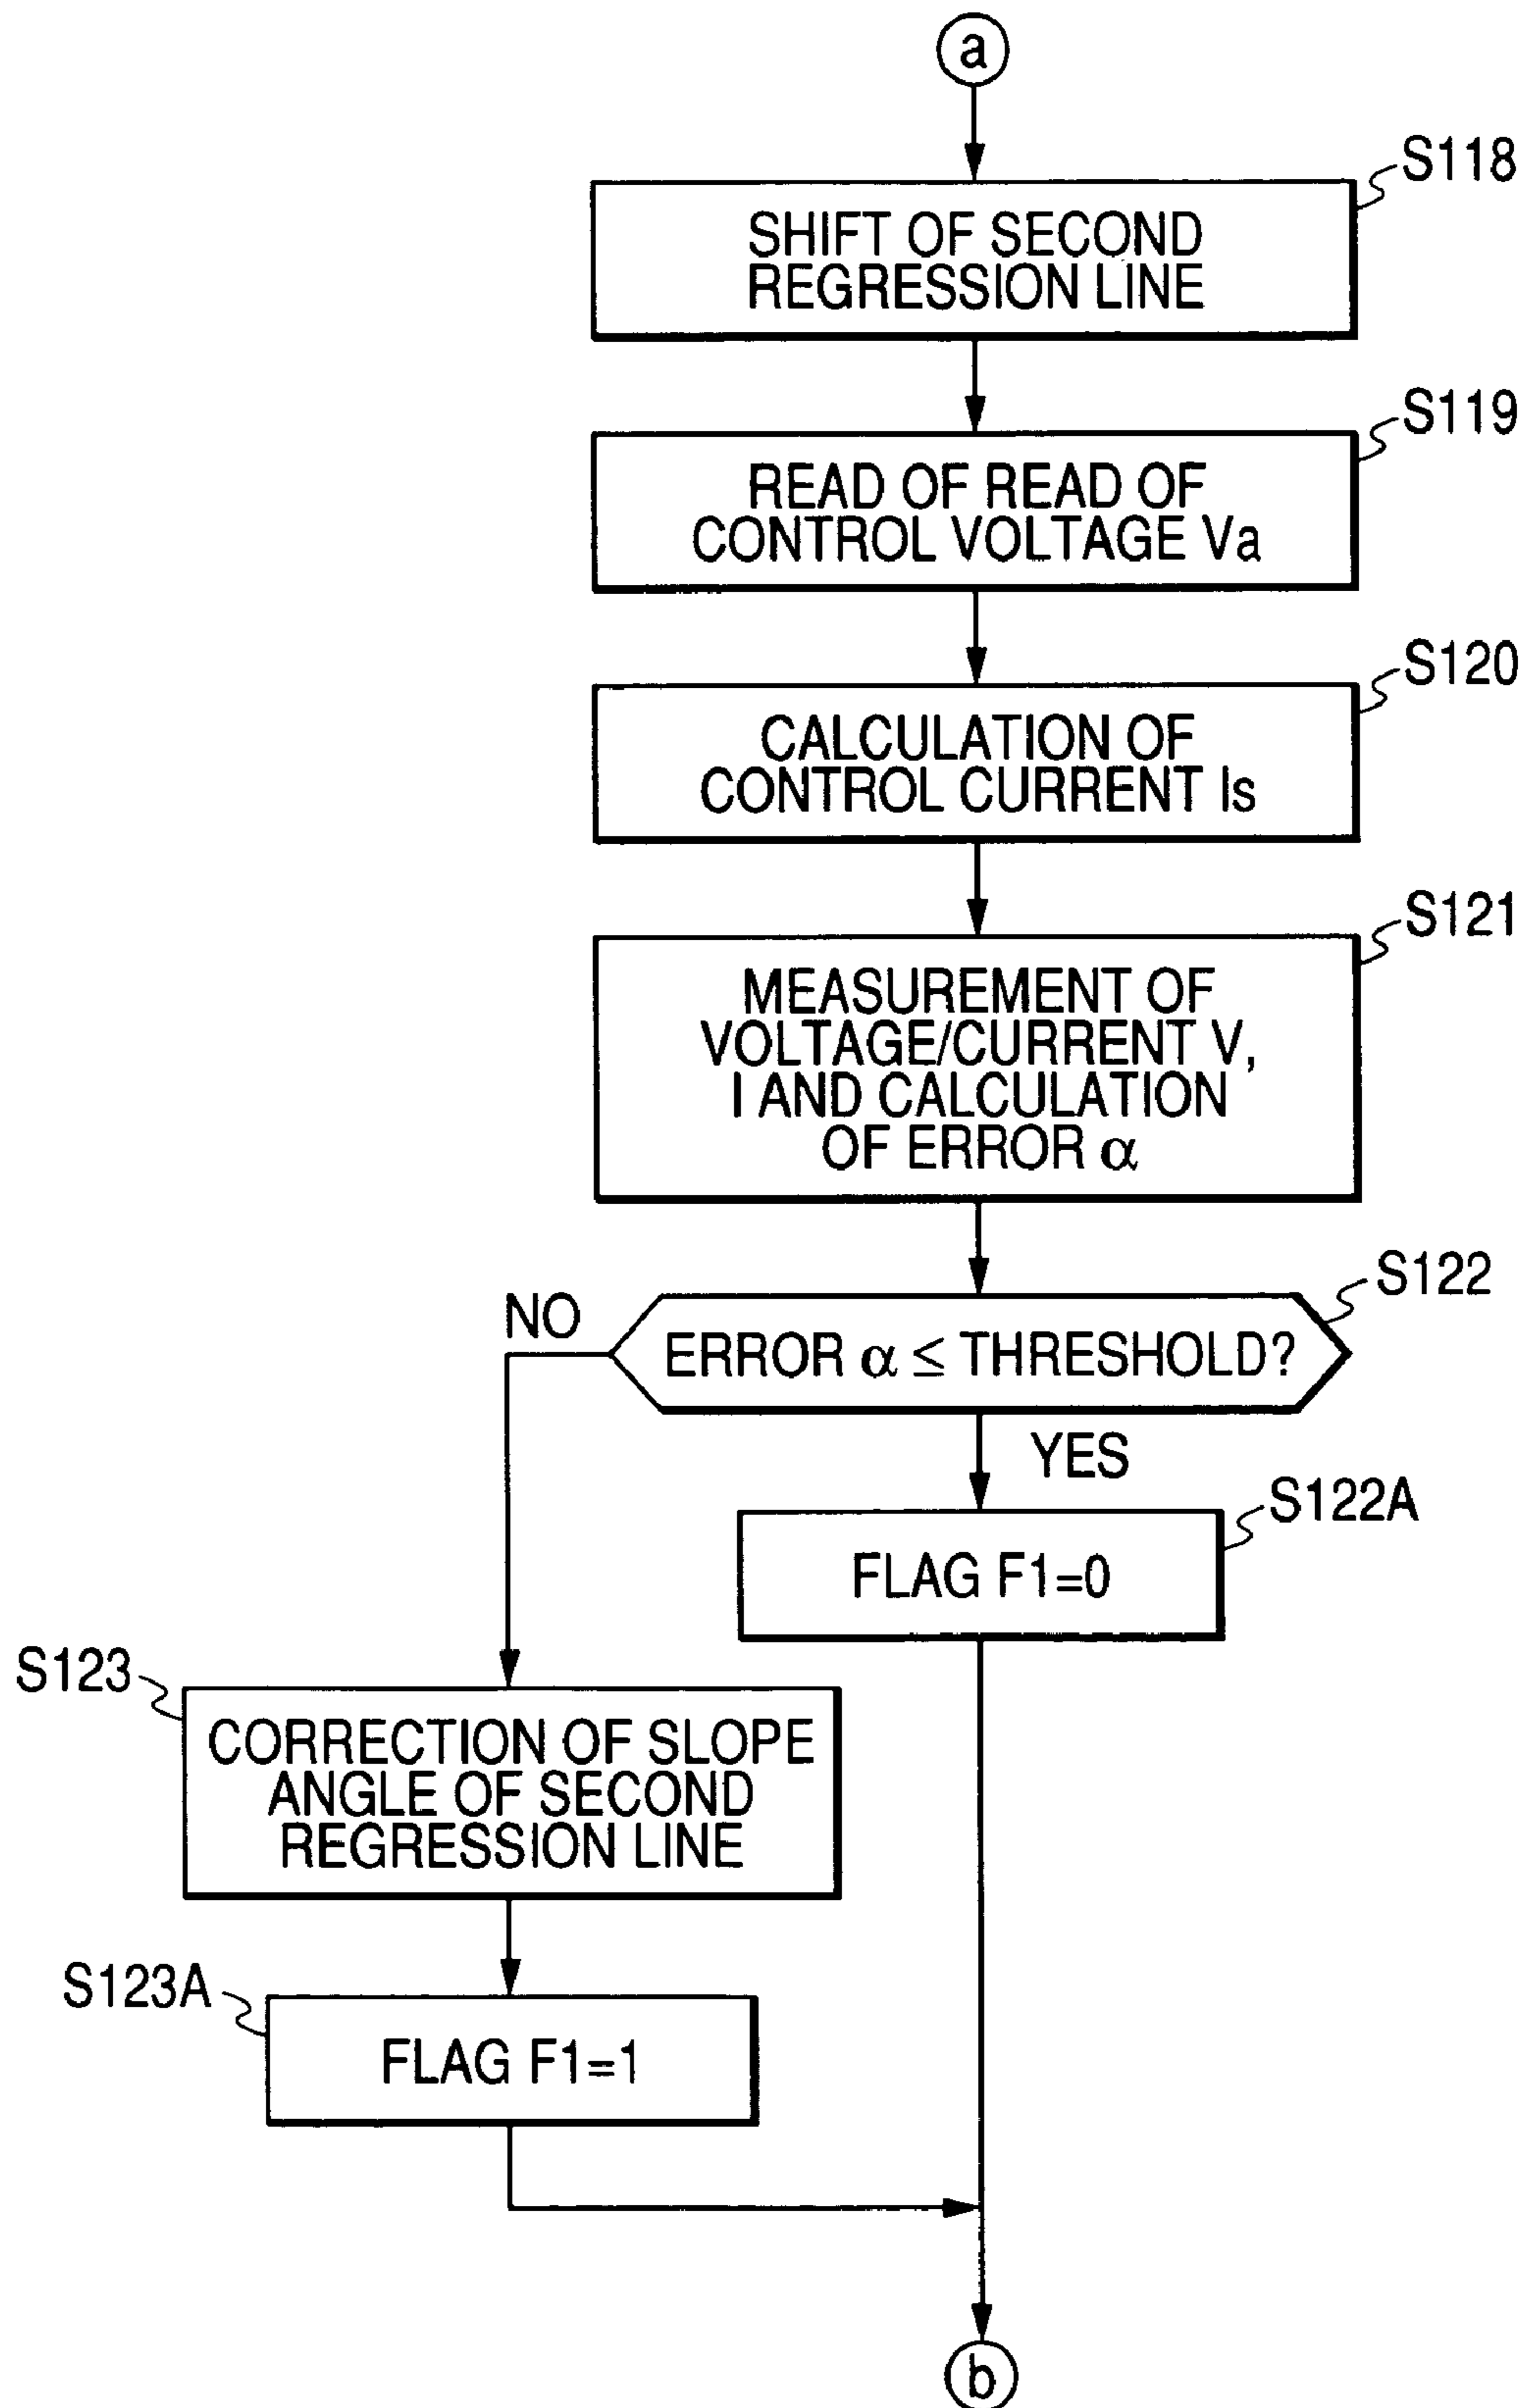 a
S118
SHIFT OF SECOND
REGRESSION LINE
S119
READ OF READ OF
CONTROL VOLTAGE Va
S120
CALCULATION OF
CONTROL CURRENT Is
S121
MEASUREMENT OF
VOLTAGE/CURRENT V,
I AND CALCULATION
OF ERROR α
S122
NO
ERROR α ≤ THRESHOLD?
YES
S122A
FLAG F1=0
S123
CORRECTION OF SLOPE
ANGLE OF SECOND
REGRESSION LINE
S123A
FLAG F1=1
b